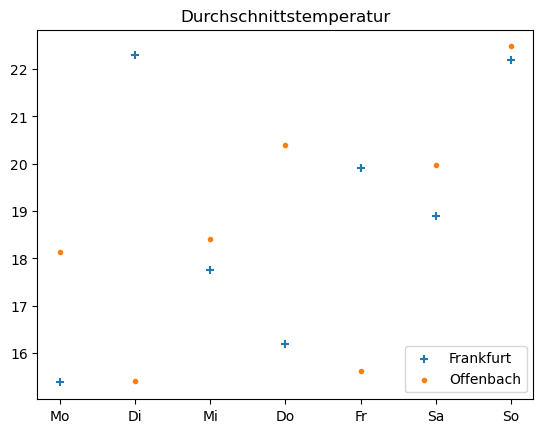 Durchschnittstemperatur
22
21
20
19
18
17
16
Frankfurt
Offenbach
Mo Di Mi Do Fr Sa So